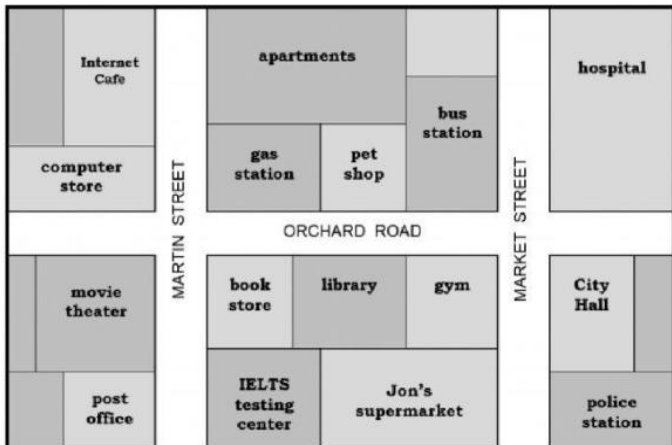 Internet
Cafe
computer
store
apartments
gas
station
pet
shop
bus
station
hospital
MARTIN STREET
ORCHARD ROAD
MARKET STREET
movie
theater
post
office
book
store
library
gym
IELTS
testing
center
Jon's
supermarket
City
Hall
police
station